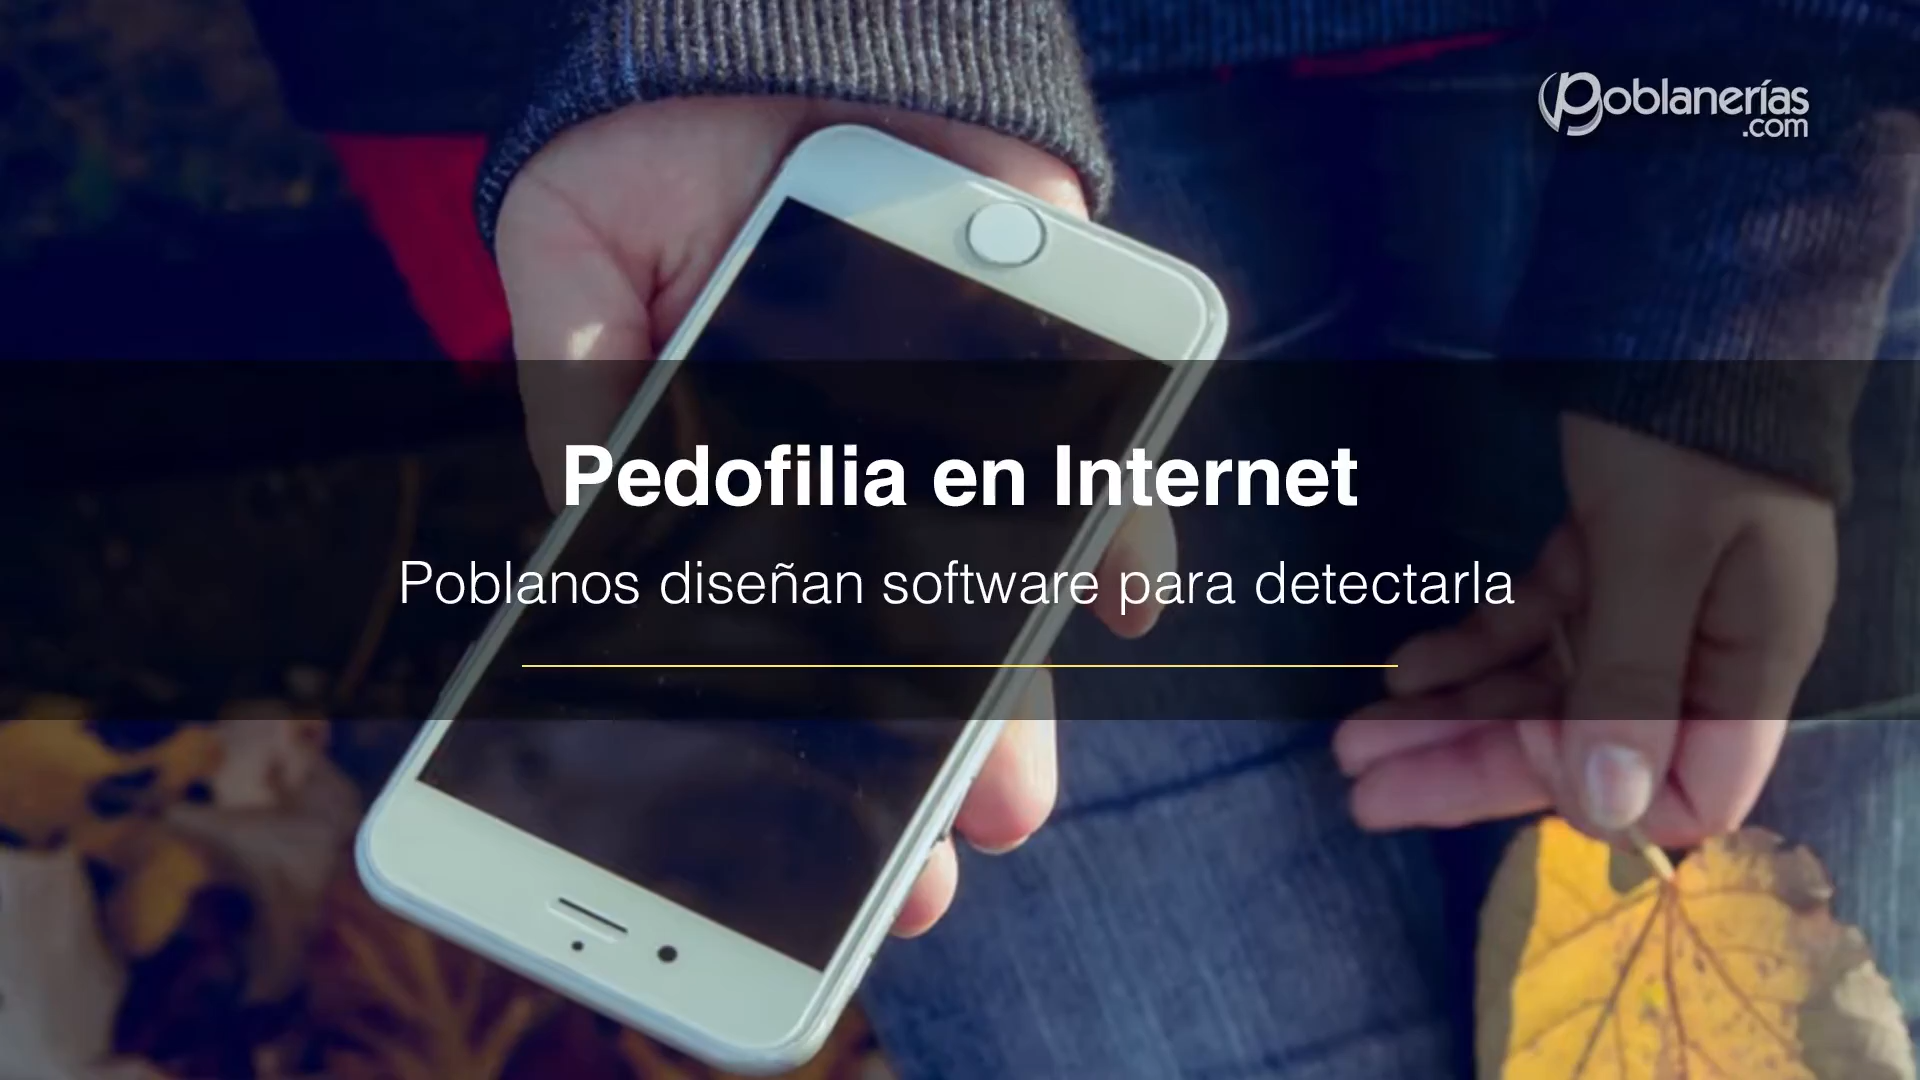 Poblanerías
.com
Pedofilia en Internet
Poblanos diseñan software para detectarla